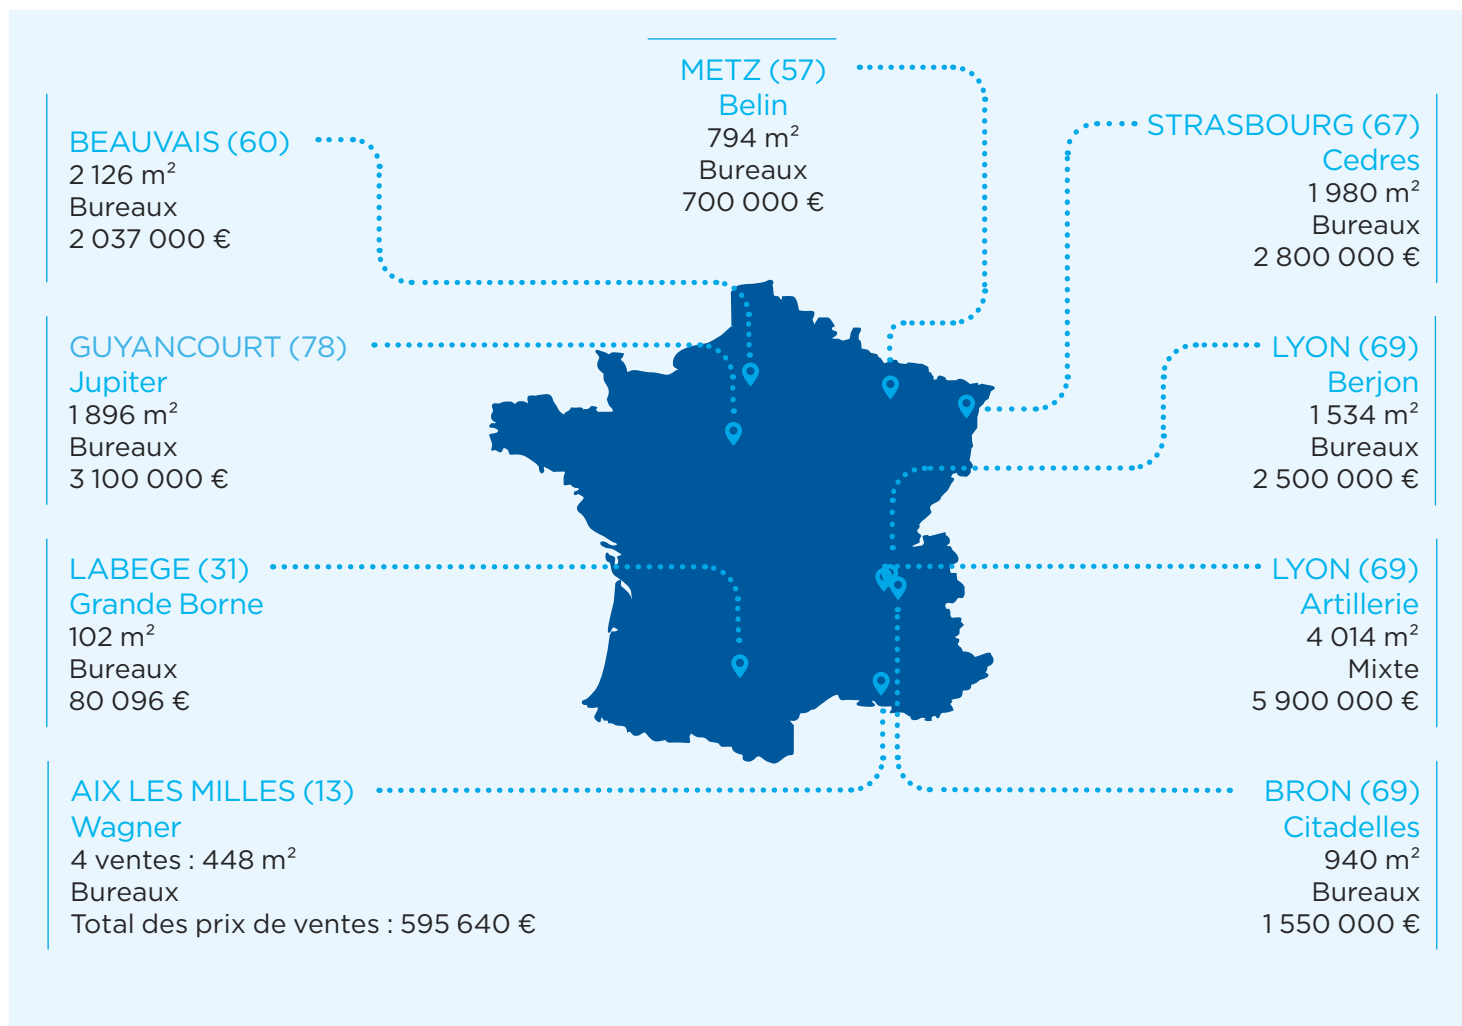 METZ (57)
Belin
794 m²
Bureaux
700 000 €
BEAUVAIS (60)
2 126 m²
Bureaux
2 037 000 €
STRASBOURG (67)
Cedres
1 980 m²
Bureaux
2 800 000 €
GUYANCOURT (78)
Jupiter
1 896 m²
Bureaux
3 100 000 €
LYON (69)
Berjon
1 534 m²
Bureaux
2 500 000 €
LABEGE (31)
Grande Borne
102 m²
Bureaux
80 096 €
LYON (69)
Artillerie
4 014 m²
Mixte
5 900 000 €
AIX LES MILLES (13)
Wagner
4 ventes : 448 m²
Bureaux
Total des prix de ventes : 595 640 €
BRON (69)
Citadelles
940 m²
Bureaux
1 550 000 €